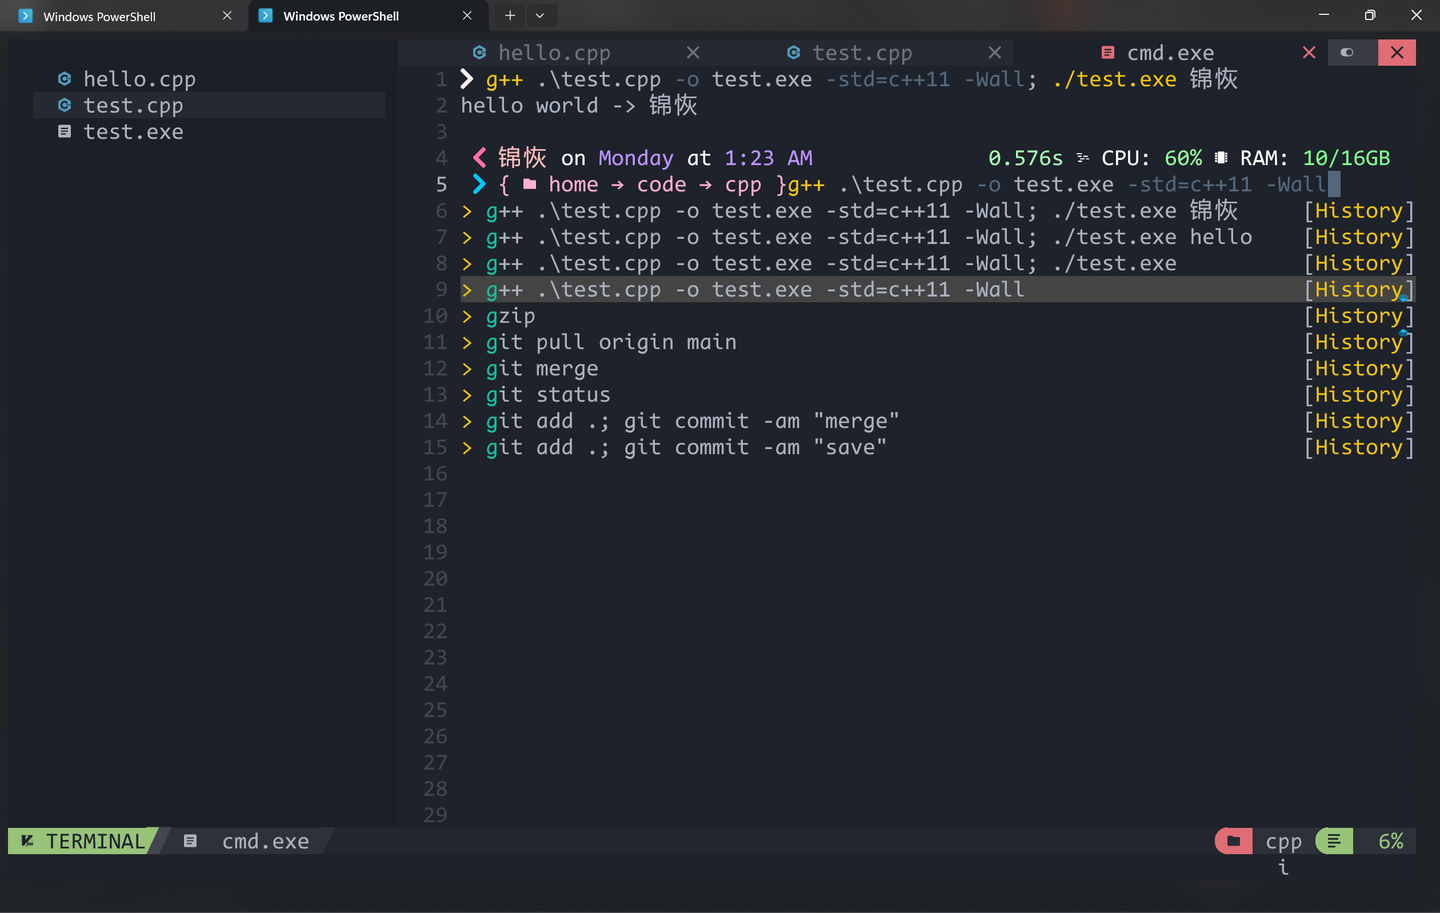 Windows PowerShell
Windows PowerShell
hello.cpp
test.cpp
cmd.exe
hello.cpp
test.cpp
test.exe
1 g++ .\test.cpp -o test.exe -std=c++11 -Wall; ./test.exe 锦恢
2 hello world -> 锦恢
3
4 锦恢 on Monday at 1:23 AM 0.576s CPU: 60% RAM: 10/16GB
5 { home → code → cpp }g++ .\test.cpp -o test.exe -std=c++11 -Wall
6 > g++ .\test.cpp -o test.exe -std=c++11 -Wall; ./test.exe 锦恢 [History]
7 > g++ .\test.cpp -o test.exe -std=c++11 -Wall; ./test.exe hello [History]
8 > g++ .\test.cpp -o test.exe -std=c++11 -Wall; ./test.exe [History]
9 > g++ .\test.cpp -o test.exe -std=c++11 -Wall [History]
10 > gzip [History]
11 > git pull origin main [History]
12 > git merge [History]
13 > git status [History]
14 > git add .; git commit -am "merge" [History]
15 > git add .; git commit -am "save" [History]
16
17
18
19
20
21
22
23
24
25
26
27
28
29
TERMINAL cmd.exe cpp 6%
i